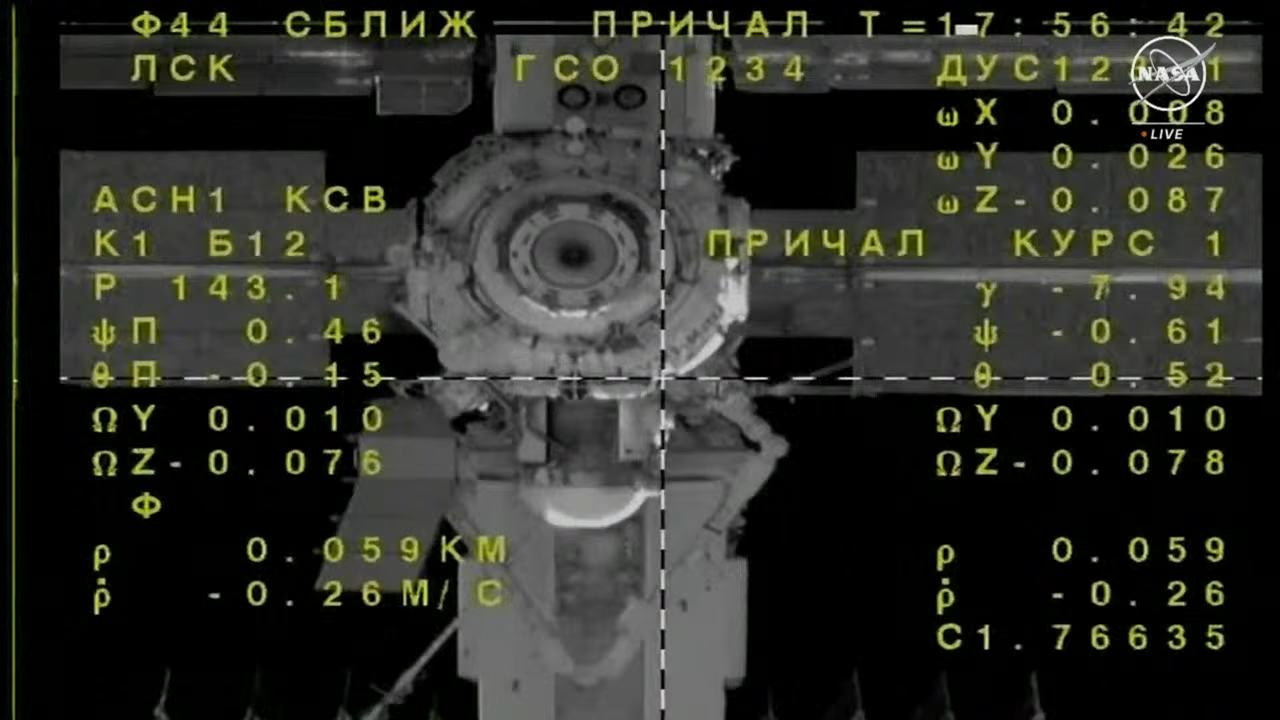 Ф44 СБЛИЖ ПРИЧАЛ Т=17:56:42
ЛСК ГСО 1234 ДУС12 1
NASA
ωX 0.008
LIVE
ωY 0.026
АСН1 КСВ ωZ-0.087
К1 Б12 ПРИЧАЛ КУРС 1
Р 143.1 γ -7.94
ψП 0.46 ψ -0.61
θП -0.15 θ 0.52
ΩY 0.010 ΩY 0.010
ΩZ-0.076 ΩZ-0.078
Ф
ρ 0.059КМ ρ 0.059
ρ̇ -0.26М/С ρ̇ -0.26
С1.76635